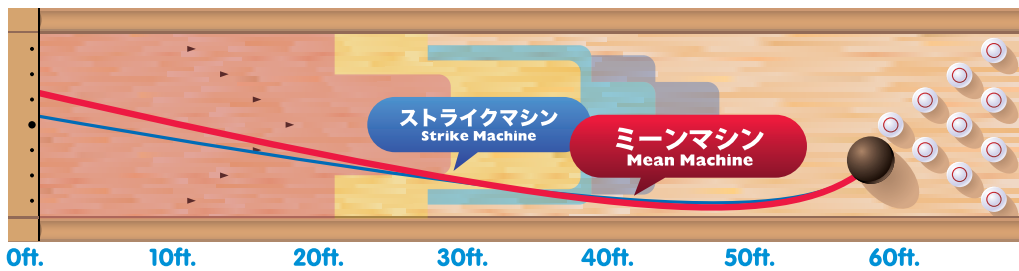 ストライクマシン
Strike Machine
ミーンマシン
Mean Machine
0ft.
10ft.
20ft.
30ft.
40ft.
50ft.
60ft.